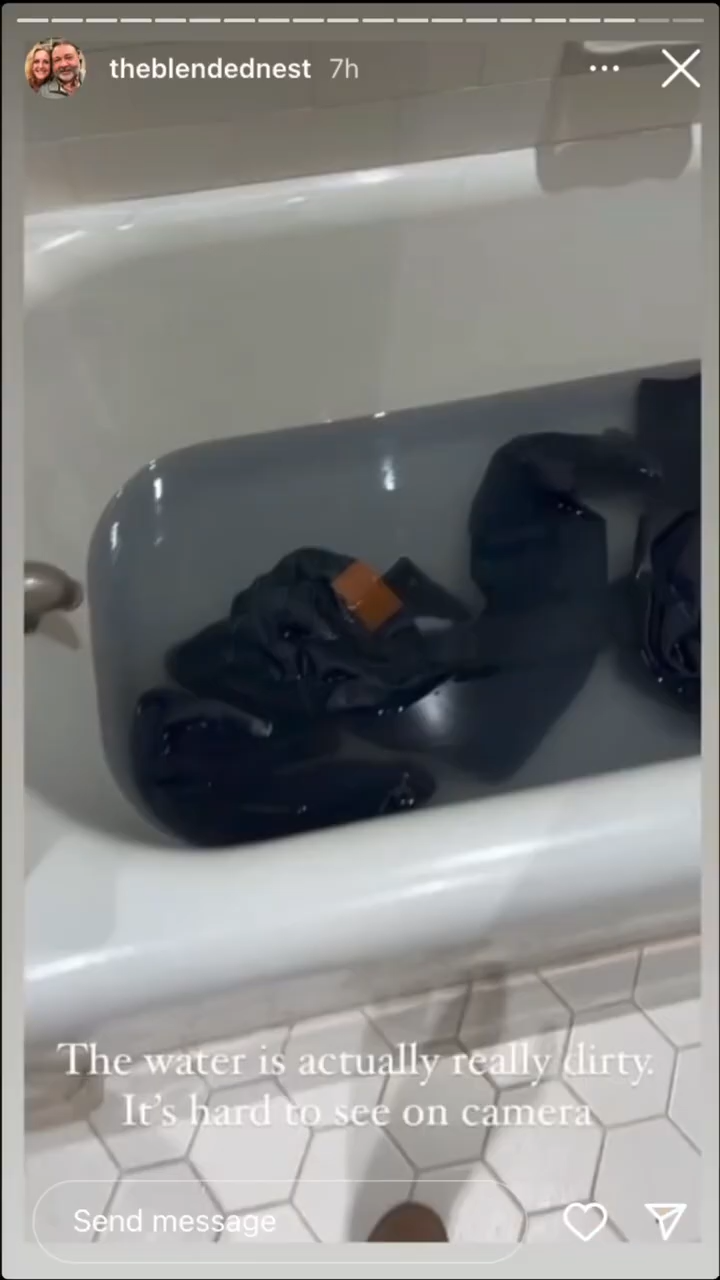 theblendednest 7h
The water is actually really dirty.
It's hard to see on camera
Send message